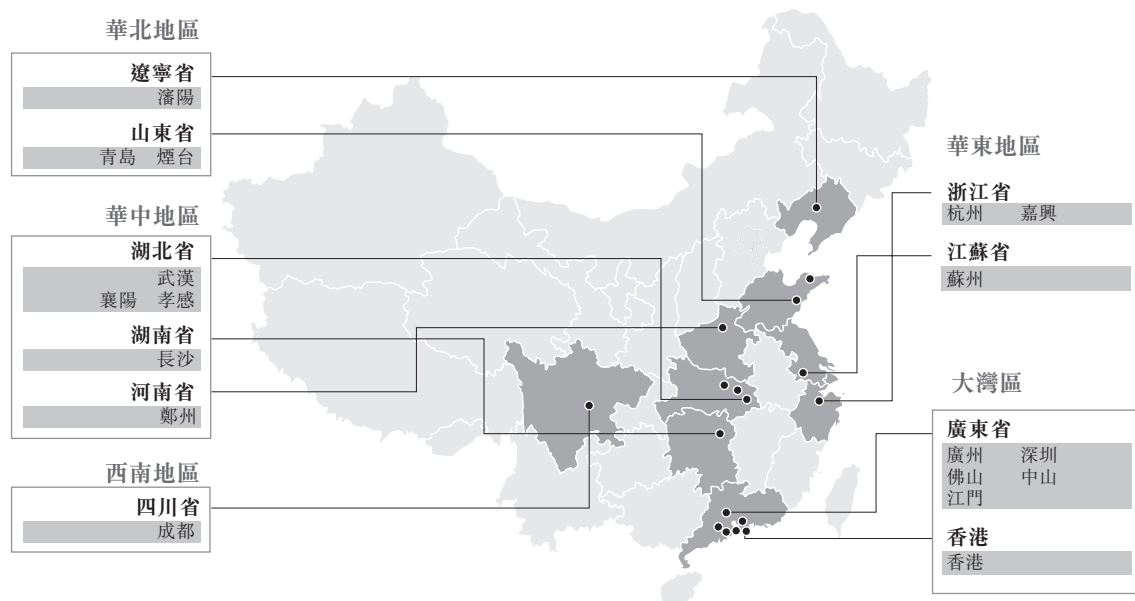 華北地區
遼寧省
瀋陽
山東省
青島 煙台
華中地區
湖北省
武漢
襄陽 孝感
湖南省
長沙
河南省
鄭州
西南地區
四川省
成都
華東地區
浙江省
杭州 嘉興
江蘇省
蘇州
大灣區
廣東省
廣州 深圳
佛山 中山
江門
香港
香港